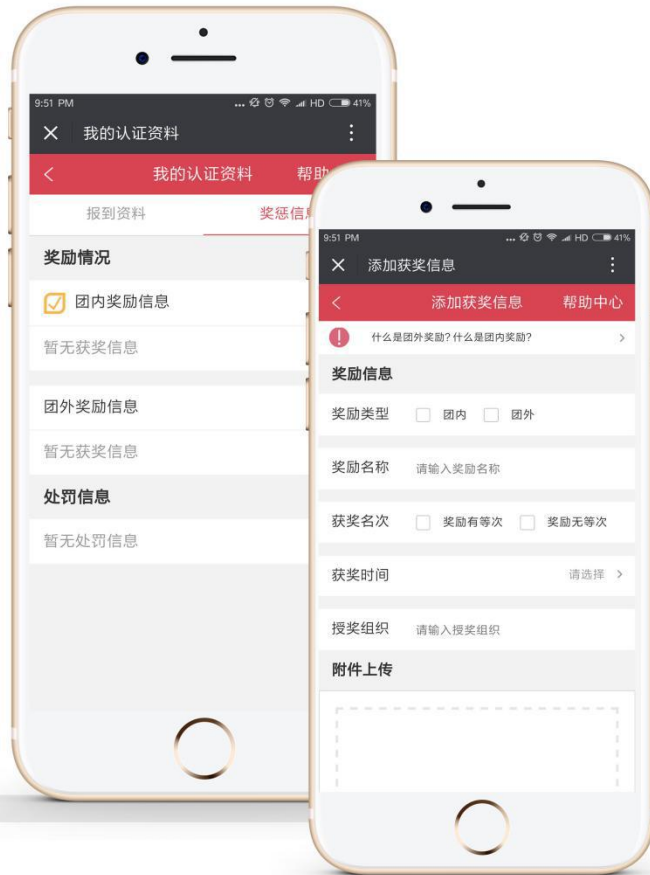 9:51 PM
... HD 41%
我的认证资料
我的认证资料 帮助
报到资料 奖惩信息
奖励情况
团内奖励信息
暂无获奖信息
团外奖励信息
暂无获奖信息
处罚信息
暂无处罚信息
9:51 PM
... HD 41%
添加获奖信息
添加获奖信息 帮助中心
什么是团外奖励?什么是团内奖励?
奖励信息
奖励类型 团内 团外
奖励名称 请输入奖励名称
获奖名次 奖励有等次 奖励无等次
获奖时间 请选择
授奖组织 请输入授奖组织
附件上传